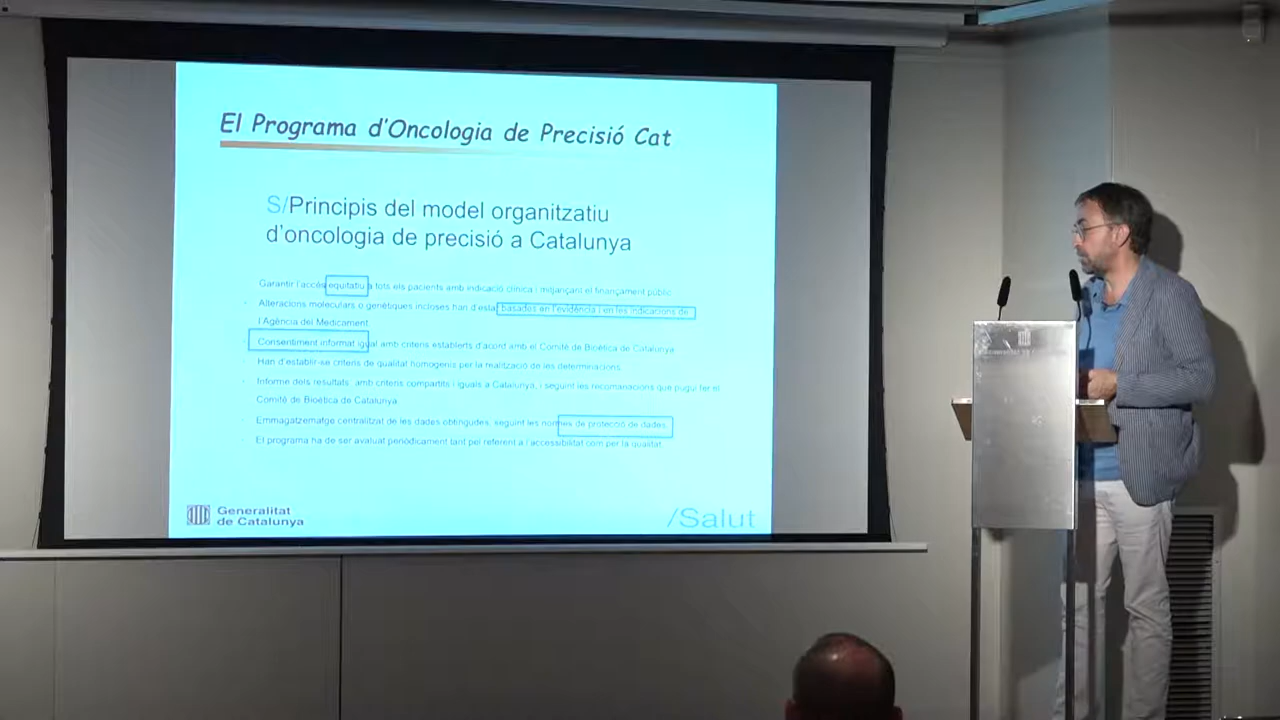 El Programa d'Oncologia de Precisió Cat
S/Principis del model organitzatiu
d'oncologia de precisió a Catalunya
Garantir l'accés equitatiu a tots els pacients amb indicació clínica i mitjançant el finançament públic.
Alteracions moleculars o genètiques incloses han d'estar basades en l'evidència i en les indicacions de
l'Agència del Medicament
Consentiment informat igual amb criteris establerts d'acord amb el Comitè de Bioètica de Catalunya
Han d'establir-se criteris de qualitat homogenis per la realització de les determinacions.
Informe dels resultats amb criteris compartits i iguals a Catalunya, i seguint les recomanacions que pugui fer el
Comitè de Bioètica de Catalunya
Emmagatzematge centralitzat de les dades obtingudes, seguint les normes de protecció de dades.
El programa ha de ser avaluat periòdicament tant pel referent a l'accessibilitat com per la qualitat.
Generalitat
de Catalunya
/Salut